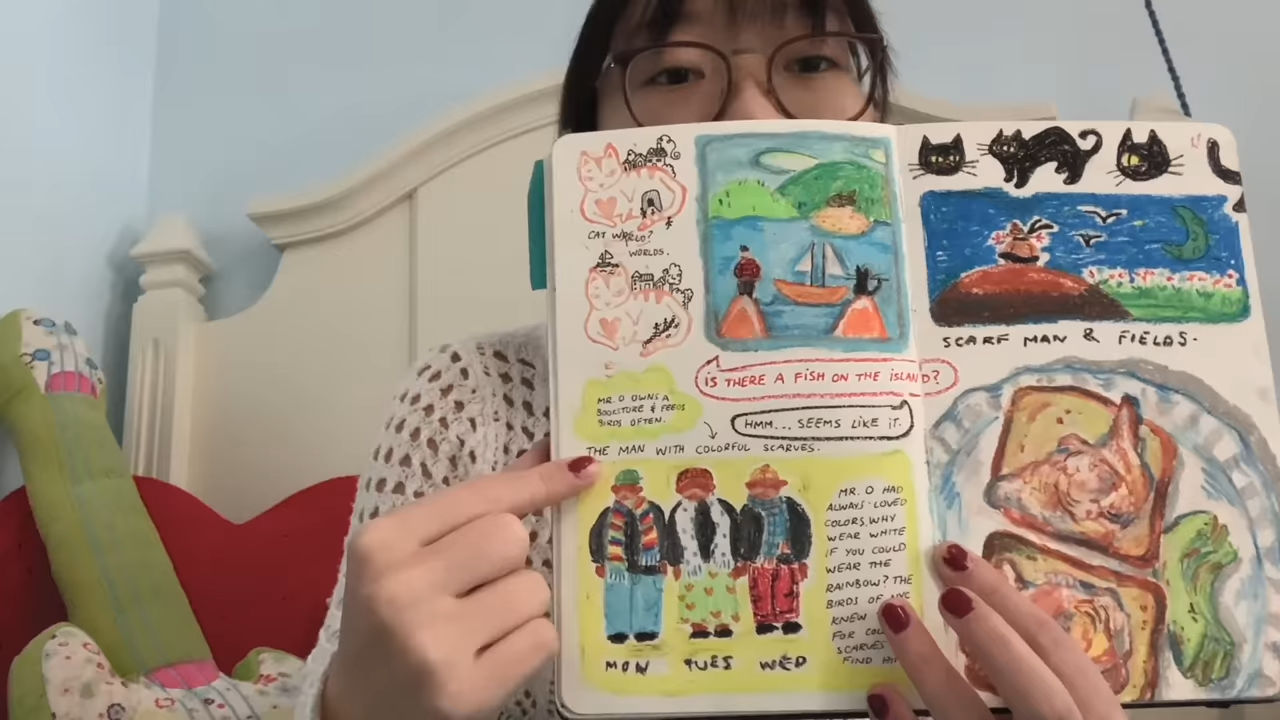 CAT WORLD?
WORLDS.
IS THERE A FISH ON THE ISLAND?
HMM... SEEMS LIKE IT.
MR. O OWNS A
BOOKSTORE & FEEDS
BIRDS OFTEN.
THE MAN WITH COLORFUL SCARVES.
MR. O HAD
ALWAYS LOVED
COLORS. WHY
WEAR WHITE
IF YOU COULD
WEAR THE
RAINBOW? THE
BIRDS OF NYC
KNEW
FOR
SCARVES
FIND
MON TUES WED
SCARF MAN & FIELDS.